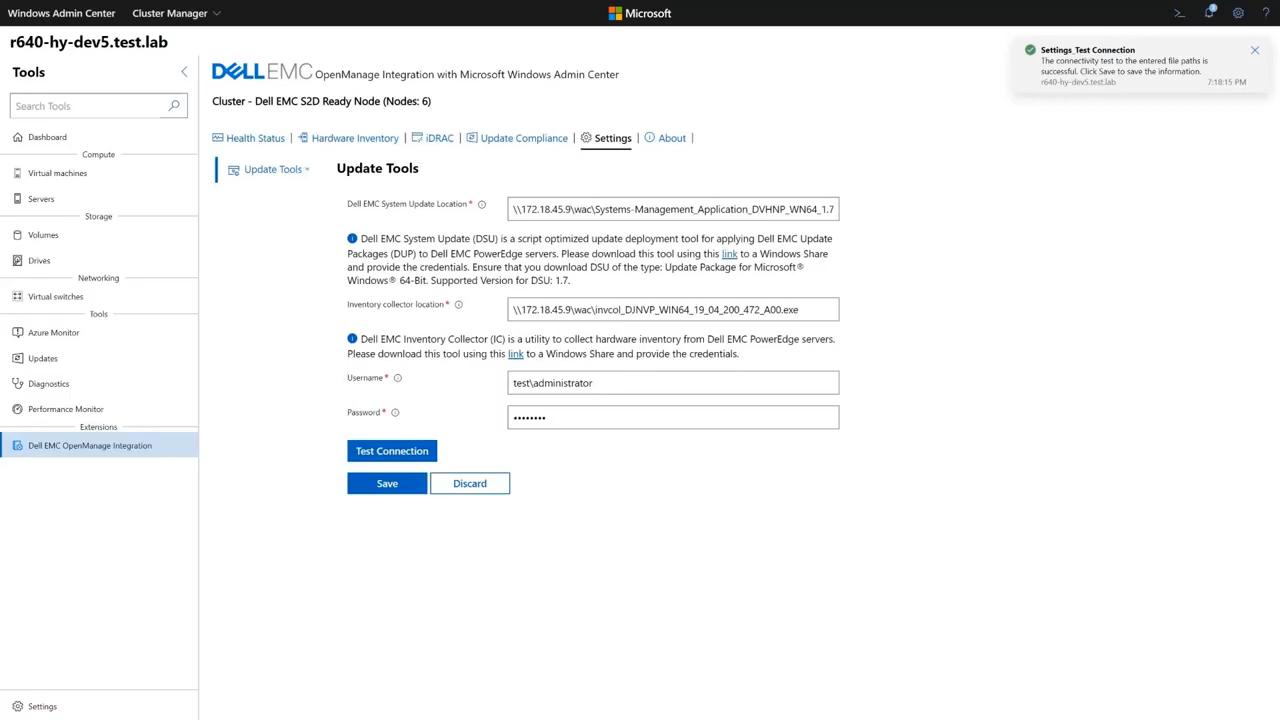 Windows Admin Center
Cluster Manager
Microsoft
r640-hy-dev5.test.lab
Tools
Search Tools
Dashboard
Compute
Virtual machines
Servers
Storage
Volumes
Drives
Networking
Virtual switches
Tools
Azure Monitor
Updates
Diagnostics
Performance Monitor
Extensions
Dell EMC OpenManage Integration
Settings
DELLEMC OpenManage Integration with Microsoft Windows Admin Center
Cluster - Dell EMC S2D Ready Node (Nodes: 6)
Health Status | Hardware Inventory | iDRAC | Update Compliance | Settings | About |
Update Tools
Update Tools
Dell EMC System Update Location *
\\172.18.45.9\wac\Systems-Management_Application_DVHNP_WN64_1.7
Dell EMC System Update (DSU) is a script optimized update deployment tool for applying Dell EMC Update
Packages (DUP) to Dell EMC PowerEdge servers. Please download this tool using this link to a Windows Share
and provide the credentials. Ensure that you download DSU of the type: Update Package for Microsoft®
Windows® 64-Bit. Supported Version for DSU: 1.7.
Inventory collector location *
\\172.18.45.9\wac\invcol_DJNVP_WIN64_19_04_200_472_A00.exe
Dell EMC Inventory Collector (IC) is a utility to collect hardware inventory from Dell EMC PowerEdge servers.
Please download this tool using this link to a Windows Share and provide the credentials.
Username *
test\administrator
Password *
••••••••
Test Connection
Save
Discard
Settings_Test Connection
The connectivity test to the entered file paths is
successful. Click Save to save the information.
r640-hy-dev5.test.lab
7:18:15 PM